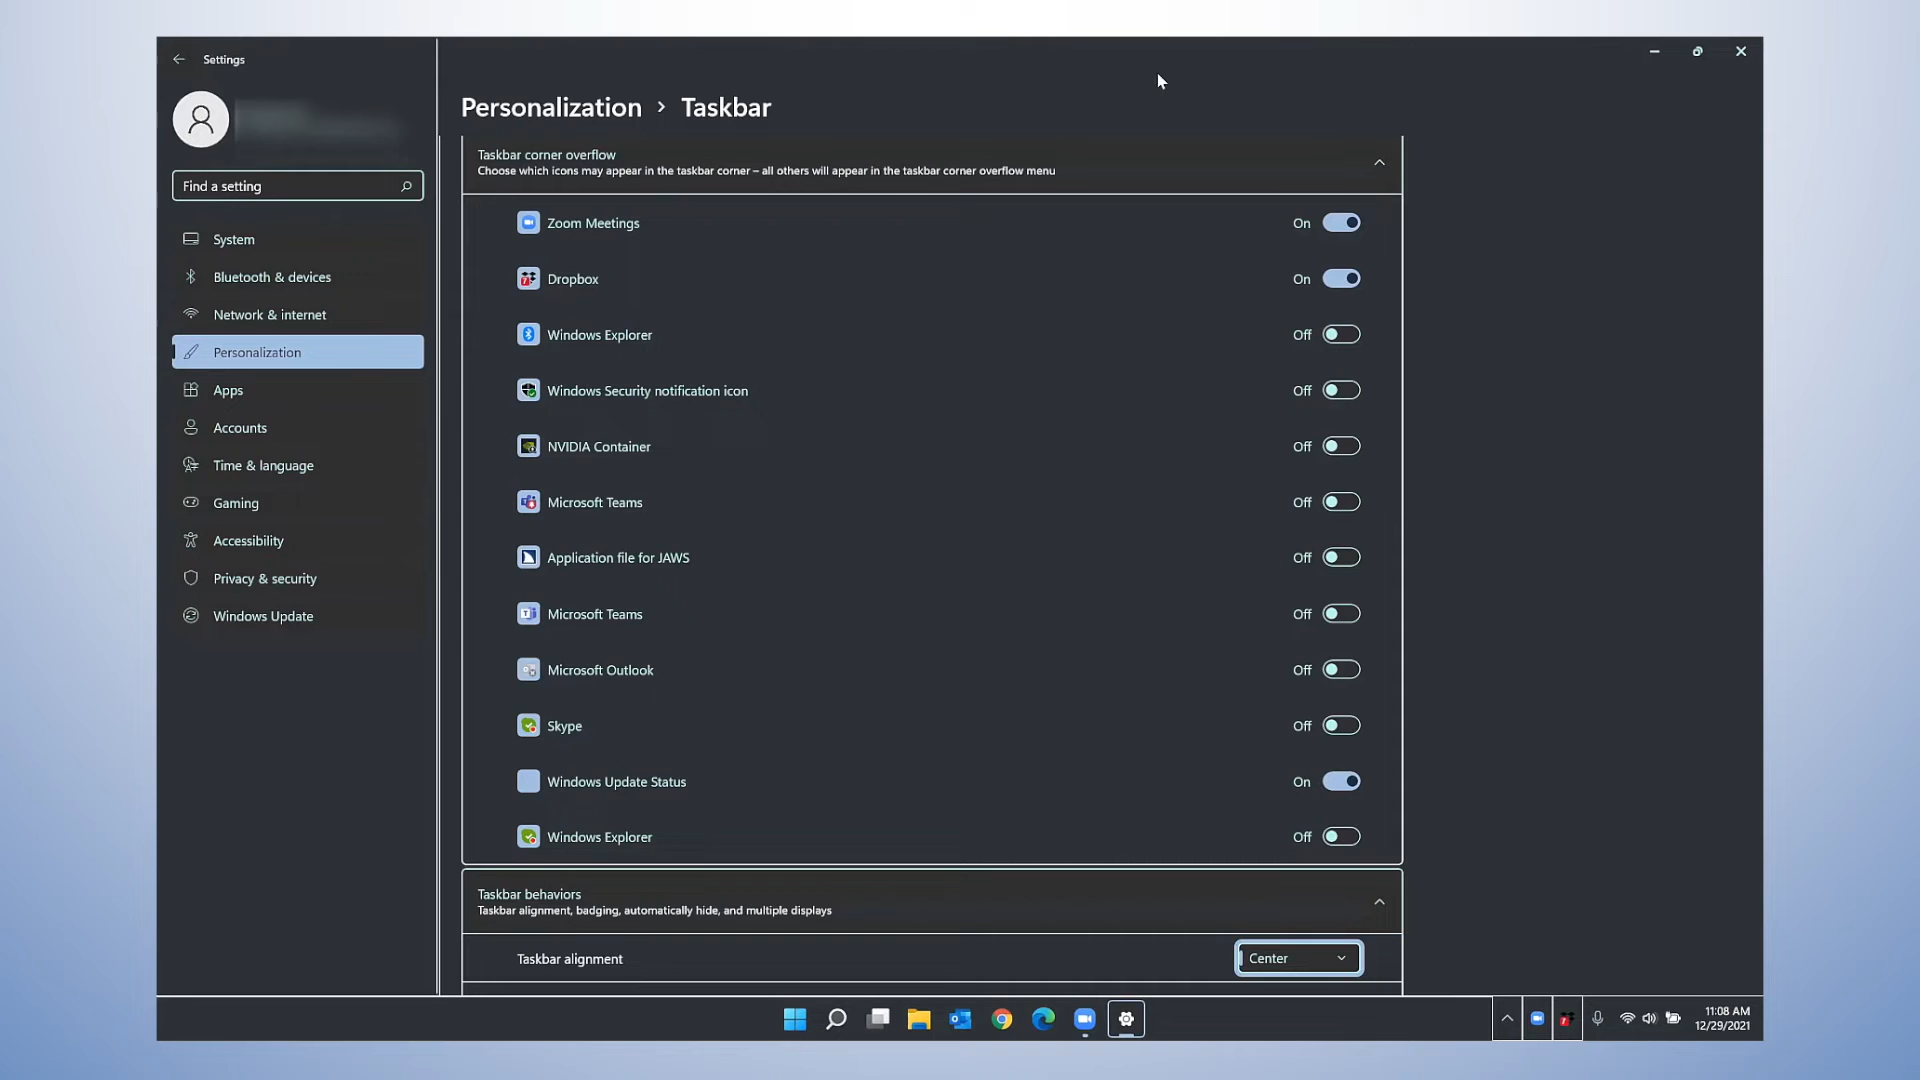 Settings
Find a setting
System
Bluetooth & devices
Network & internet
Personalization
Apps
Accounts
Time & language
Gaming
Accessibility
Privacy & security
Windows Update
Personalization > Taskbar
Taskbar corner overflow
Choose which icons may appear in the taskbar corner – all others will appear in the taskbar corner overflow menu
Zoom Meetings On
Dropbox On
Windows Explorer Off
Windows Security notification icon Off
NVIDIA Container Off
Microsoft Teams Off
Application file for JAWS Off
Microsoft Teams Off
Microsoft Outlook Off
Skype Off
Windows Update Status On
Windows Explorer Off
Taskbar behaviors
Taskbar alignment, badging, automatically hide, and multiple displays
Taskbar alignment Center
11:08 AM
12/29/2021